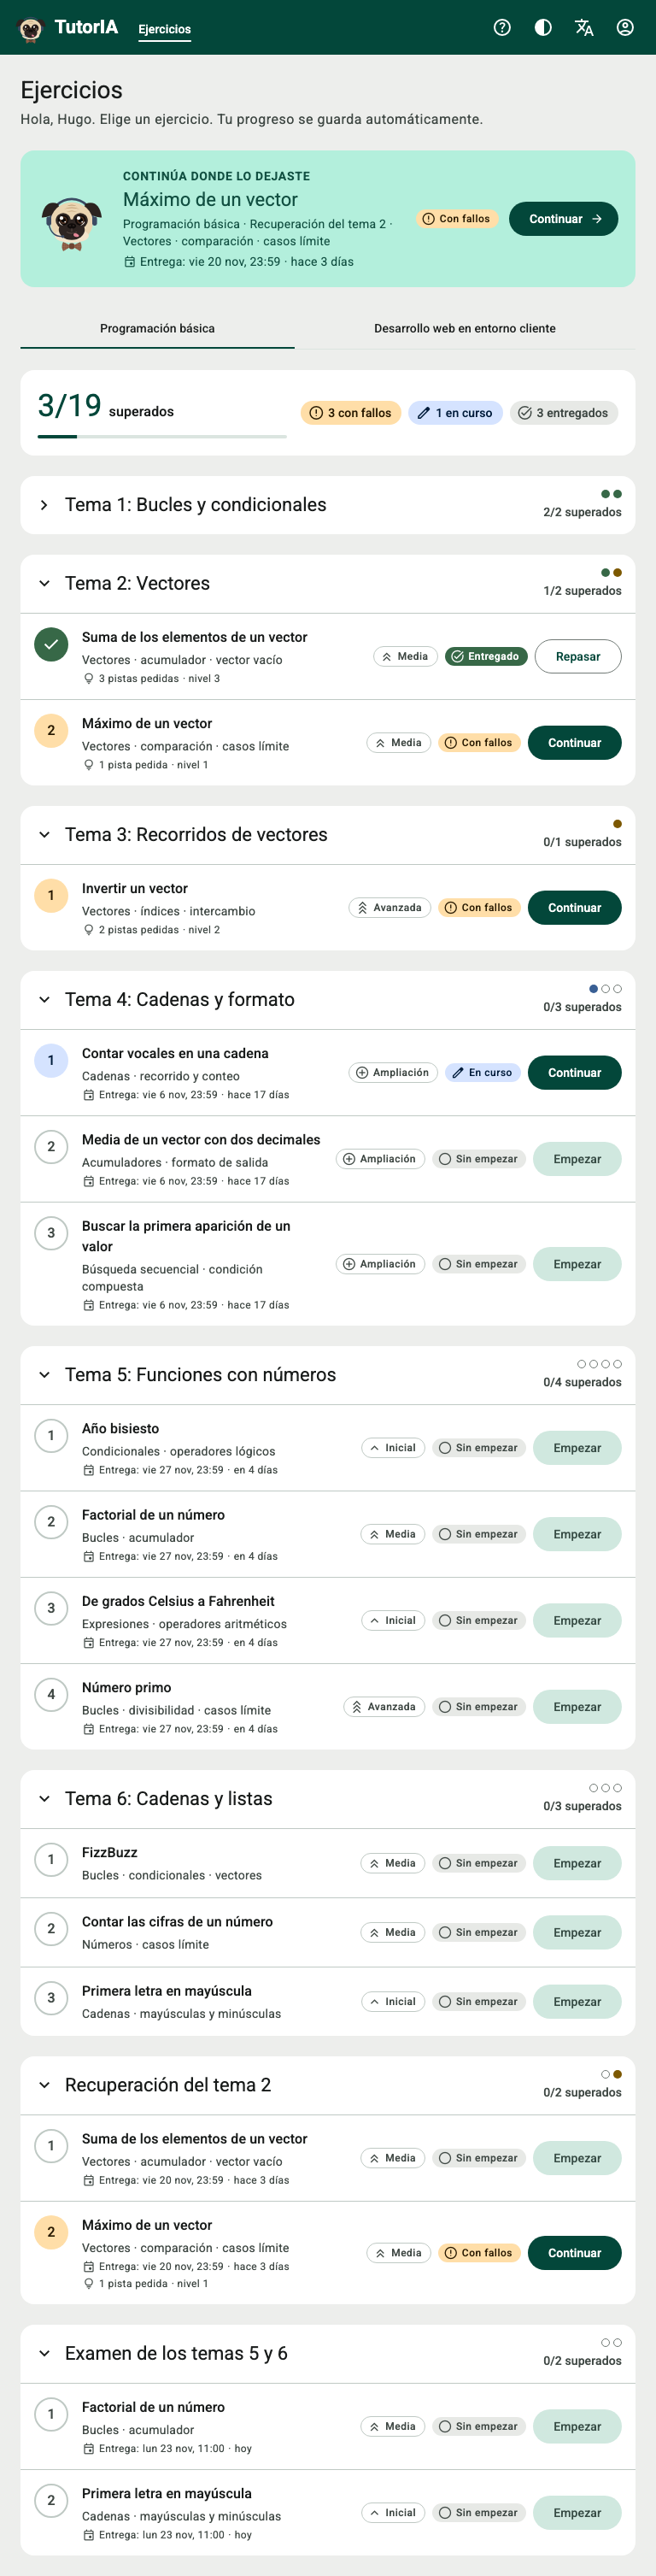 TutorIA
Ejercicios
Ejercicios
Hola, Hugo. Elige un ejercicio. Tu progreso se guarda automáticamente.
CONTINÚA DONDE LO DEJASTE
Máximo de un vector
Programación básica · Recuperación del tema 2 ·
Vectores · comparación · casos límite
Entrega: vie 20 nov, 23:59 · hace 3 días
Con fallos
Continuar
Programación básica
Desarrollo web en entorno cliente
3/19 superados
3 con fallos
1 en curso
3 entregados
Tema 1: Bucles y condicionales
2/2 superados
Tema 2: Vectores
1/2 superados
Suma de los elementos de un vector
Vectores · acumulador · vector vacío
3 pistas pedidas · nivel 3
Media
Entregado
Repasar
2
Máximo de un vector
Vectores · comparación · casos límite
1 pista pedida · nivel 1
Media
Con fallos
Continuar
Tema 3: Recorridos de vectores
0/1 superados
1
Invertir un vector
Vectores · índices · intercambio
2 pistas pedidas · nivel 2
Avanzada
Con fallos
Continuar
Tema 4: Cadenas y formato
0/3 superados
1
Contar vocales en una cadena
Cadenas · recorrido y conteo
Entrega: vie 6 nov, 23:59 · hace 17 días
Ampliación
En curso
Continuar
2
Media de un vector con dos decimales
Acumuladores · formato de salida
Entrega: vie 6 nov, 23:59 · hace 17 días
Ampliación
Sin empezar
Empezar
3
Buscar la primera aparición de un
valor
Búsqueda secuencial · condición
compuesta
Entrega: vie 6 nov, 23:59 · hace 17 días
Ampliación
Sin empezar
Empezar
Tema 5: Funciones con números
0/4 superados
1
Año bisiesto
Condicionales · operadores lógicos
Entrega: vie 27 nov, 23:59 · en 4 días
Inicial
Sin empezar
Empezar
2
Factorial de un número
Bucles · acumulador
Entrega: vie 27 nov, 23:59 · en 4 días
Media
Sin empezar
Empezar
3
De grados Celsius a Fahrenheit
Expresiones · operadores aritméticos
Entrega: vie 27 nov, 23:59 · en 4 días
Inicial
Sin empezar
Empezar
4
Número primo
Bucles · divisibilidad · casos límite
Entrega: vie 27 nov, 23:59 · en 4 días
Avanzada
Sin empezar
Empezar
Tema 6: Cadenas y listas
0/3 superados
1
FizzBuzz
Bucles · condicionales · vectores
Media
Sin empezar
Empezar
2
Contar las cifras de un número
Números · casos límite
Media
Sin empezar
Empezar
3
Primera letra en mayúscula
Cadenas · mayúsculas y minúsculas
Inicial
Sin empezar
Empezar
Recuperación del tema 2
0/2 superados
1
Suma de los elementos de un vector
Vectores · acumulador · vector vacío
Entrega: vie 20 nov, 23:59 · hace 3 días
Media
Sin empezar
Empezar
2
Máximo de un vector
Vectores · comparación · casos límite
Entrega: vie 20 nov, 23:59 · hace 3 días
1 pista pedida · nivel 1
Media
Con fallos
Continuar
Examen de los temas 5 y 6
0/2 superados
1
Factorial de un número
Bucles · acumulador
Entrega: lun 23 nov, 11:00 · hoy
Media
Sin empezar
Empezar
2
Primera letra en mayúscula
Cadenas · mayúsculas y minúsculas
Entrega: lun 23 nov, 11:00 · hoy
Inicial
Sin empezar
Empezar